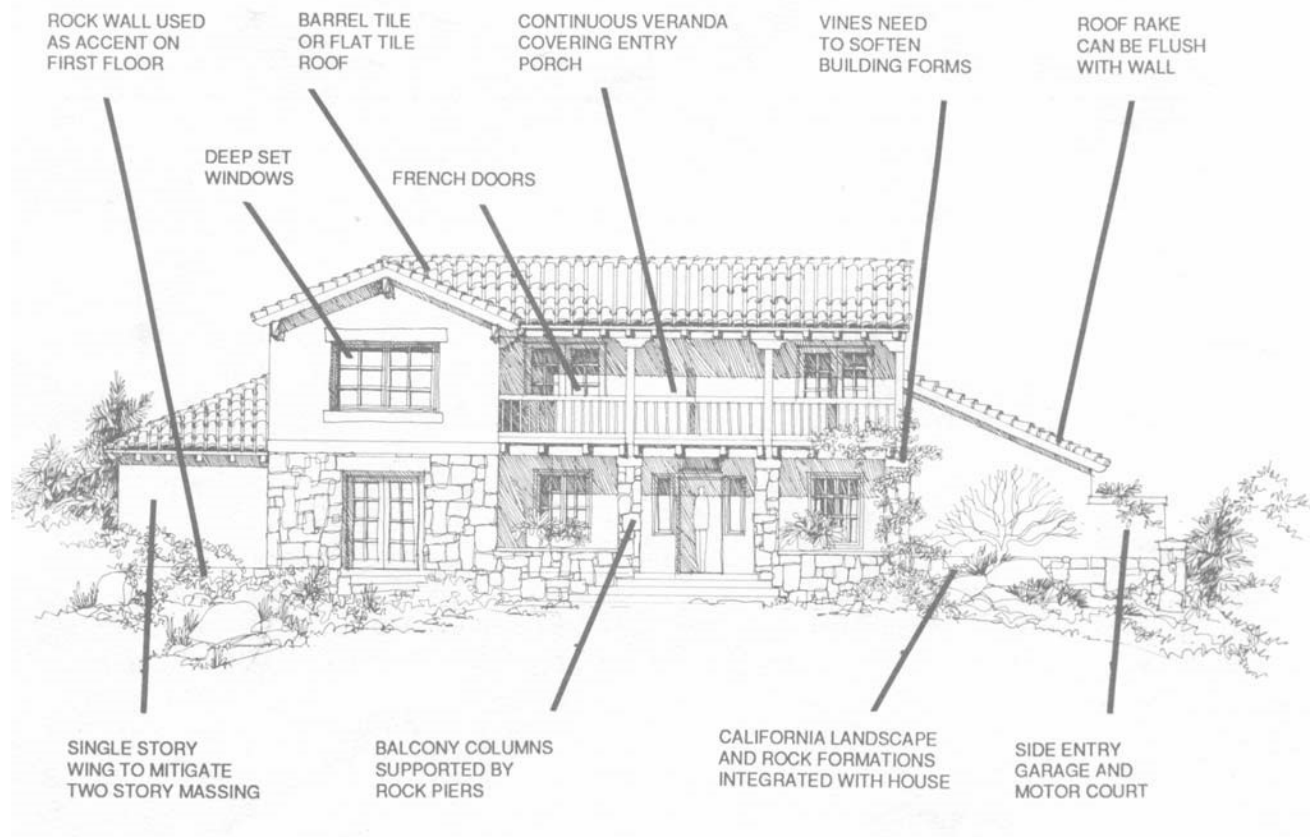 ROCK WALL USED
AS ACCENT ON
FIRST FLOOR
BARREL TILE
OR FLAT TILE
ROOF
CONTINUOUS VERANDA
COVERING ENTRY
PORCH
VINES NEED
TO SOFTEN
BUILDING FORMS
ROOF RAKE
CAN BE FLUSH
WITH WALL
DEEP SET
WINDOWS
FRENCH DOORS
SINGLE STORY
WING TO MITIGATE
TWO STORY MASSING
BALCONY COLUMNS
SUPPORTED BY
ROCK PIERS
CALIFORNIA LANDSCAPE
AND ROCK FORMATIONS
INTEGRATED WITH HOUSE
SIDE ENTRY
GARAGE AND
MOTOR COURT